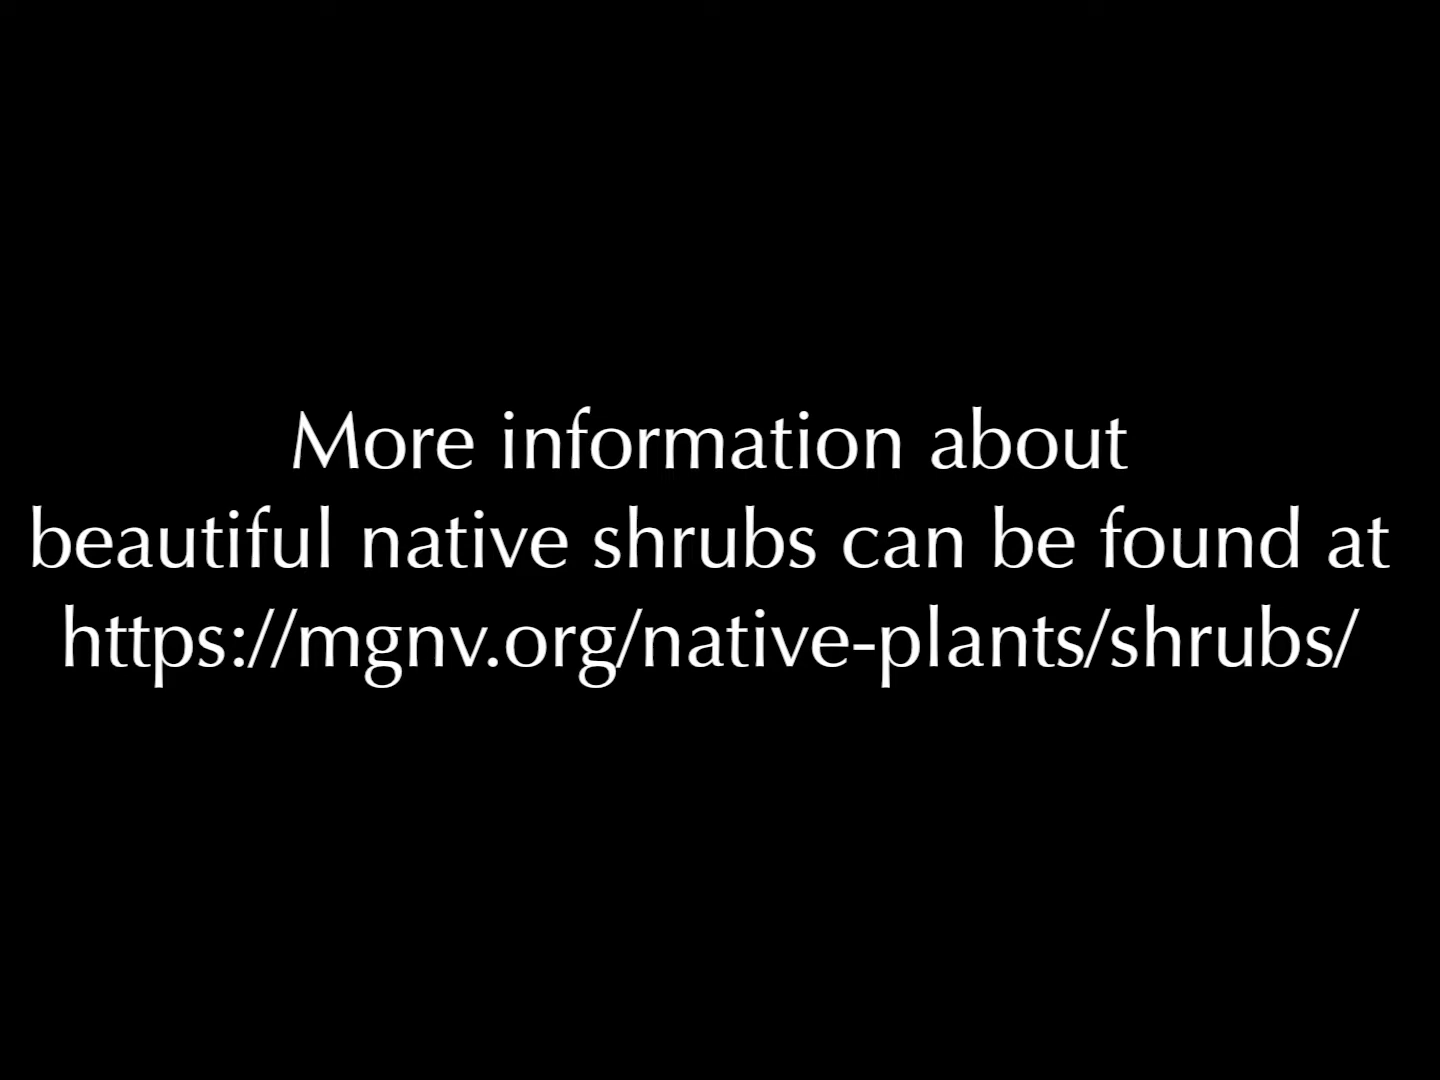 More information about
beautiful native shrubs can be found at
https://mgnv.org/native-plants/shrubs/